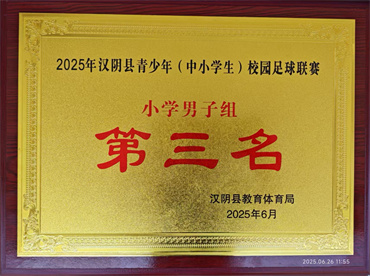 2025年汉阴县青少年（中小学生）校园足球联赛
小学男子组
第三名
汉阴县教育体育局
2025年6月
2025.06.26 11:55